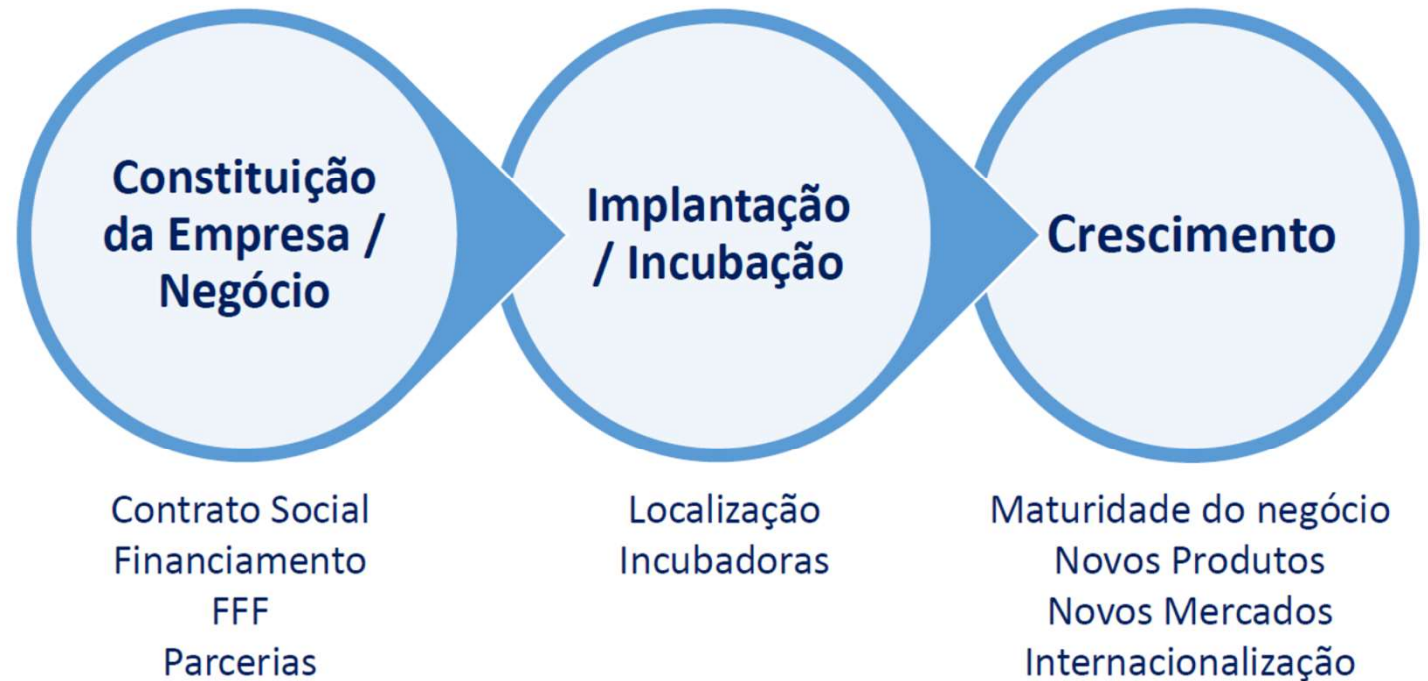 Constituição
da Empresa /
Negócio
Implantação
/ Incubação
Crescimento
Contrato Social
Financiamento
FFF
Parcerias
Localização
Incubadoras
Maturidade do negócio
Novos Produtos
Novos Mercados
Internacionalização